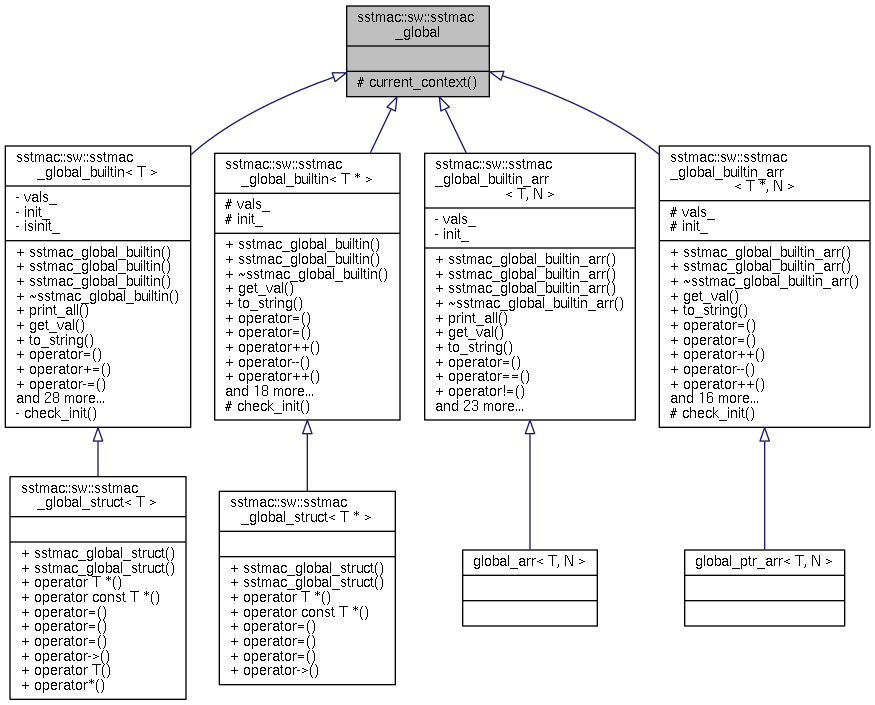 sstmac::sw::sstmac
_global
# current_context()
sstmac::sw::sstmac
_global_builtin< T >
- vals_
- init_
- isinit_
+ sstmac_global_builtin()
+ sstmac_global_builtin()
+ sstmac_global_builtin()
+ ~sstmac_global_builtin()
+ print_all()
+ get_val()
+ to_string()
+ operator=()
+ operator+=()
+ operator-=()
and 28 more...
- check_init()
sstmac::sw::sstmac
_global_builtin< T * >
# vals_
# init_
+ sstmac_global_builtin()
+ sstmac_global_builtin()
+ ~sstmac_global_builtin()
+ get_val()
+ to_string()
+ operator=()
+ operator=()
+ operator++()
+ operator--()
+ operator++()
and 18 more...
# check_init()
sstmac::sw::sstmac
_global_builtin_arr
< T, N >
- vals_
- init_
+ sstmac_global_builtin_arr()
+ sstmac_global_builtin_arr()
+ sstmac_global_builtin_arr()
+ ~sstmac_global_builtin_arr()
+ print_all()
+ get_val()
+ to_string()
+ operator=()
+ operator==()
+ operator!=()
and 23 more...
sstmac::sw::sstmac
_global_builtin_arr
< T *, N >
# vals_
# init_
+ sstmac_global_builtin_arr()
+ sstmac_global_builtin_arr()
+ ~sstmac_global_builtin_arr()
+ get_val()
+ to_string()
+ operator=()
+ operator=()
+ operator++()
+ operator--()
+ operator++()
and 16 more...
# check_init()
sstmac::sw::sstmac
_global_struct< T >
+ sstmac_global_struct()
+ sstmac_global_struct()
+ operator T *()
+ operator const T *()
+ operator=()
+ operator=()
+ operator=()
+ operator->()
+ operator T()
+ operator*()
sstmac::sw::sstmac
_global_struct< T * >
+ sstmac_global_struct()
+ sstmac_global_struct()
+ operator T *()
+ operator const T *()
+ operator=()
+ operator=()
+ operator=()
+ operator->()
global_arr< T, N >
global_ptr_arr< T, N >